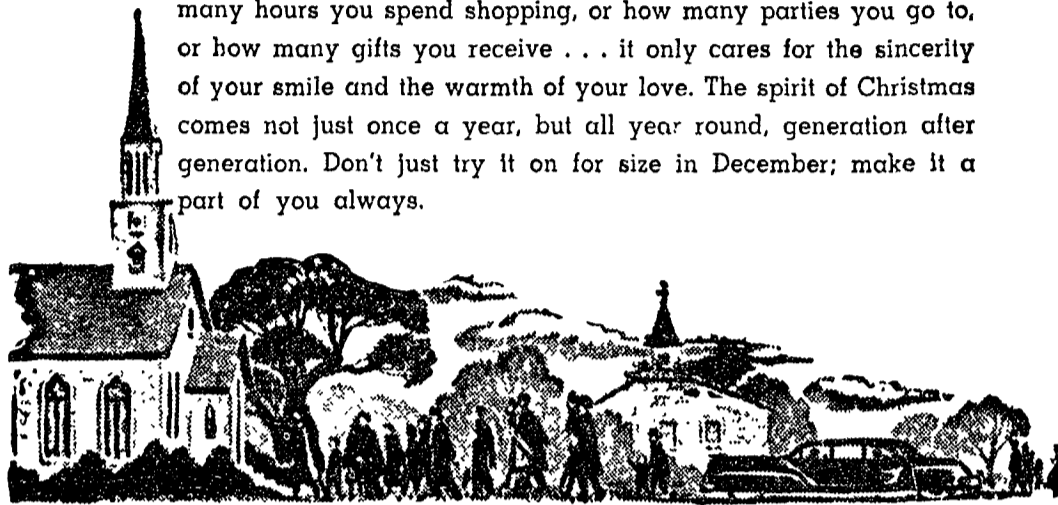 many hours you spend shopping, or how many parties you go to,
or how many gifts you receive . . . it only cares for the sincerity
of your smile and the warmth of your love. The spirit of Christmas
comes not just once a year, but all year round, generation after
generation. Don't just try it on for size in December; make it a
part of you always.